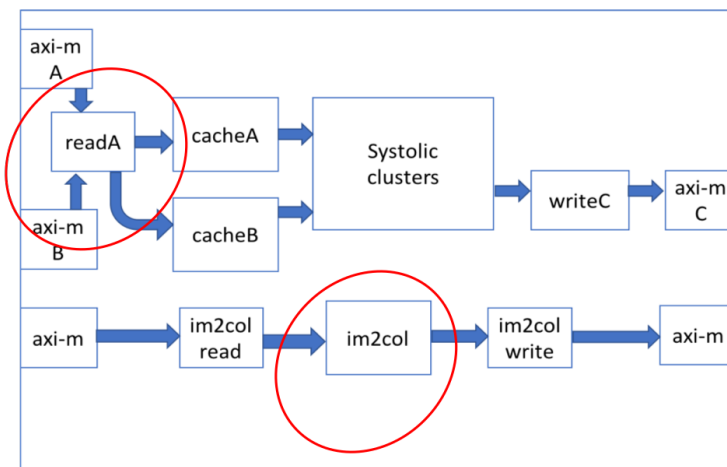 axi-m
A
readA
cacheA
Systolic
clusters
writeC
axi-m
C
axi-m
B
cacheB
axi-m
im2col
read
im2col
im2col
write
axi-m